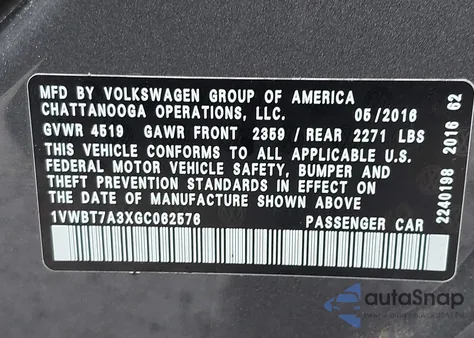 MFD BY VOLKSWAGEN GROUP OF AMERICA
CHATTANOOGA OPERATIONS, LLC. 05/2016
GVWR 4519 GAWR FRONT 2359 / REAR 2271 LBS
THIS VEHICLE CONFORMS TO ALL APPLICABLE U.S.
FEDERAL MOTOR VEHICLE SAFETY, BUMPER AND
THEFT PREVENTION STANDARDS IN EFFECT ON
THE DATE OF MANUFACTURE SHOWN ABOVE.
1VWBT7A3XGC062576 PASSENGER CAR
2240198 2016 62
autoSnap